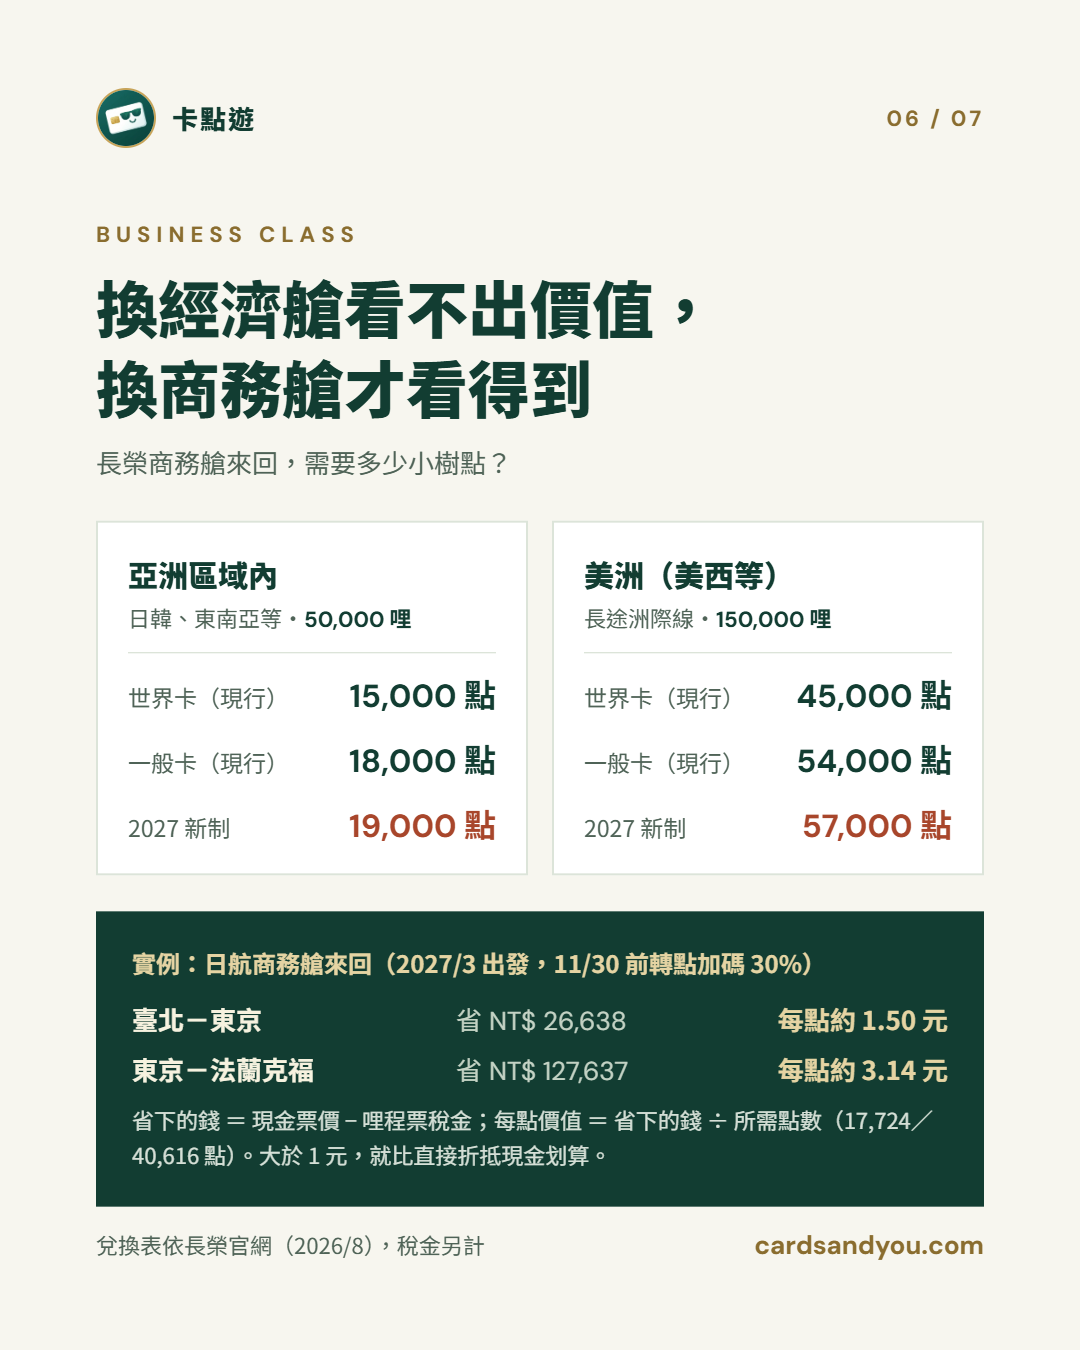 卡點遊
06 / 07
BUSINESS CLASS
換經濟艙看不出價值，
換商務艙才看得到
長榮商務艙來回，需要多少小樹點？
亞洲區域內
日韓、東南亞等・50,000 哩
世界卡（現行） 15,000 點
一般卡（現行） 18,000 點
2027 新制 19,000 點
美洲（美西等）
長途洲際線・150,000 哩
世界卡（現行） 45,000 點
一般卡（現行） 54,000 點
2027 新制 57,000 點
實例：日航商務艙來回（2027/3 出發，11/30 前轉點加碼 30%）
臺北－東京 省 NT$ 26,638 每點約 1.50 元
東京－法蘭克福 省 NT$ 127,637 每點約 3.14 元
省下的錢 ＝ 現金票價 − 哩程票稅金；每點價值 ＝ 省下的錢 ÷ 所需點數（17,724／
40,616 點）。大於 1 元，就比直接折抵現金划算。
兌換表依長榮官網（2026/8），稅金另計
cardsandyou.com